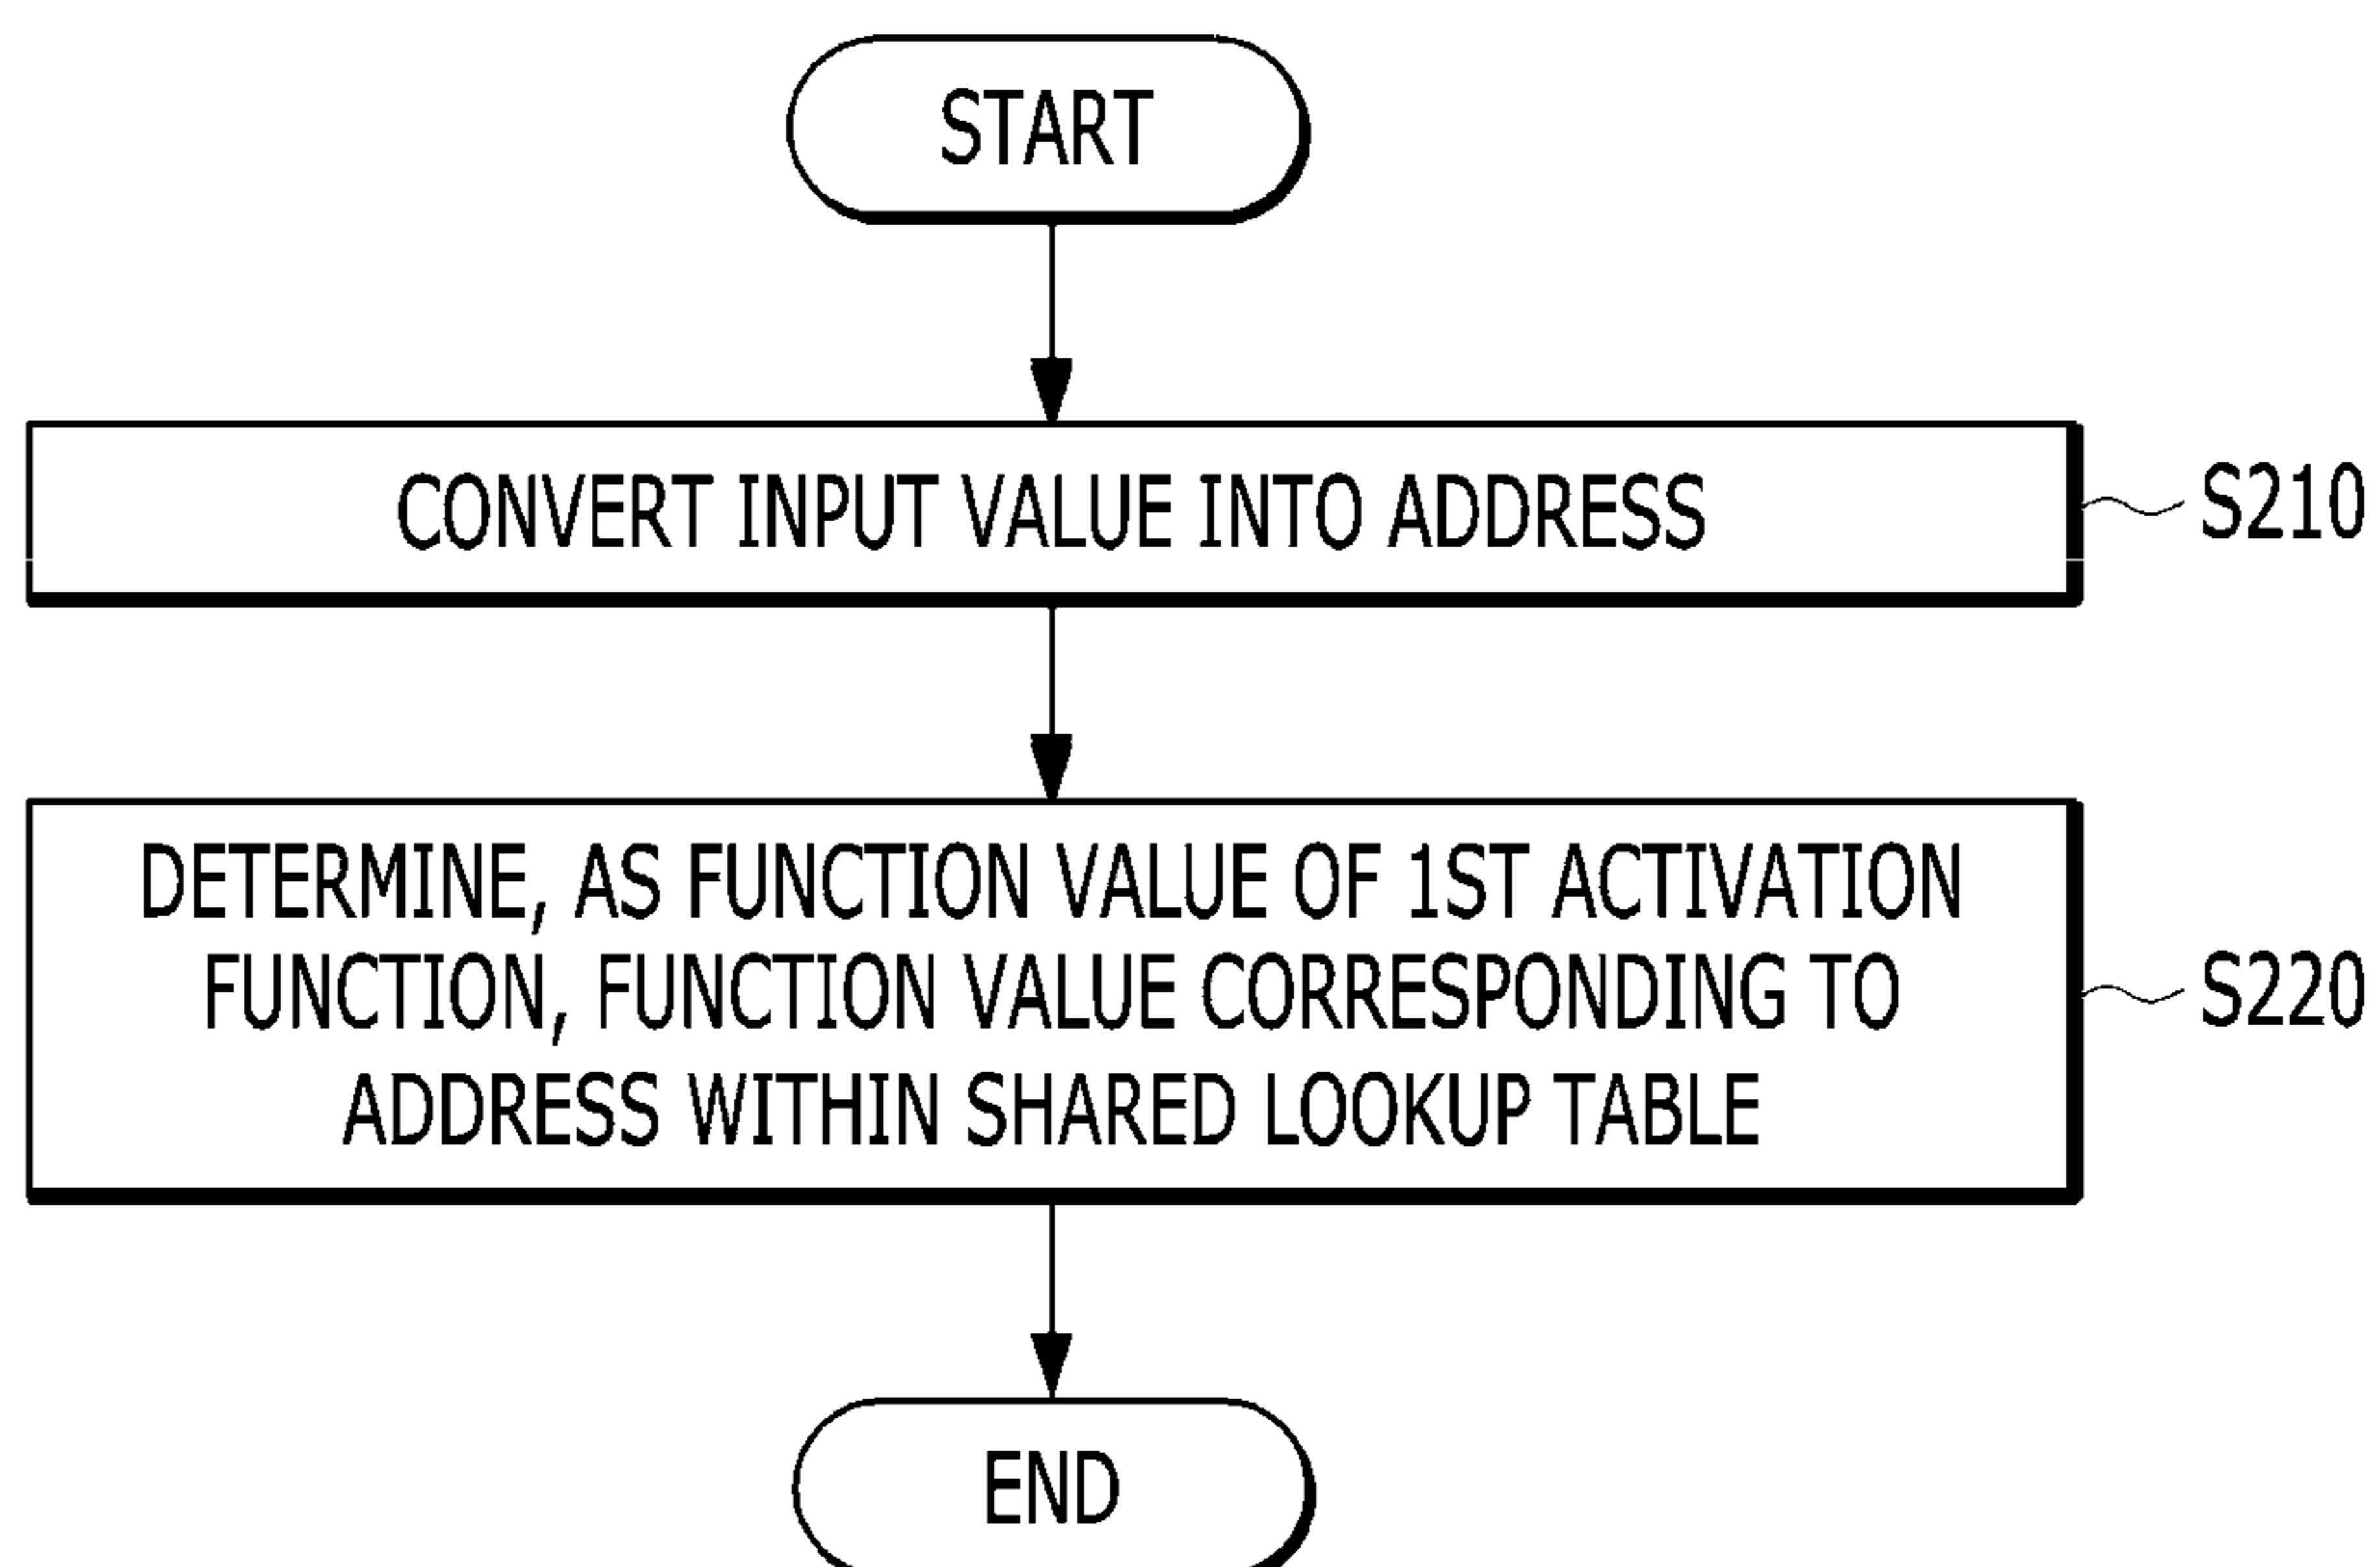 START
CONVERT INPUT VALUE INTO ADDRESS
S210
DETERMINE, AS FUNCTION VALUE OF 1ST ACTIVATION
FUNCTION, FUNCTION VALUE CORRESPONDING TO
ADDRESS WITHIN SHARED LOOKUP TABLE
S220
END